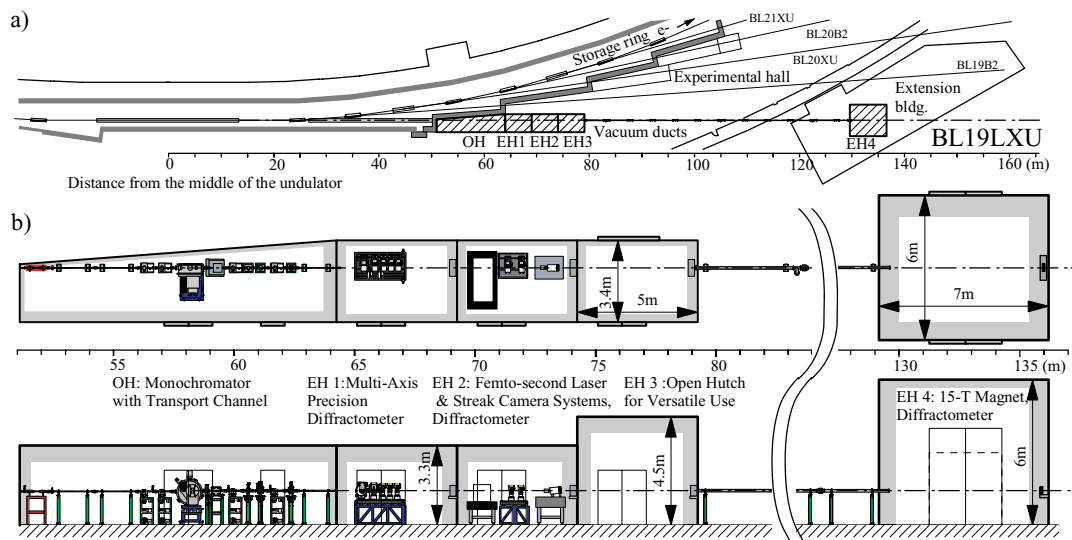 a)
BL21XU
BL20B2
BL20XU
BL19B2
Storage ring e-
Experimental hall
Extension
bldg.
Vacuum ducts
OH EH1 EH2 EH3
EH4
BL19LXU
0 20 40 60 80 100 120 140 160 (m)
Distance from the middle of the undulator
b)
3.4m
5m
6m
7m
55 60 65 70 75 80 83 130 135 (m)
OH: Monochromator
with Transport Channel
EH 1:Multi-Axis
Precision
Diffractometer
EH 2: Femto-second Laser
& Streak Camera Systems,
Diffractometer
EH 3 :Open Hutch
for Versatile Use
EH 4: 15-T Magnet,
Diffractometer
3.3m
4.5m
6m